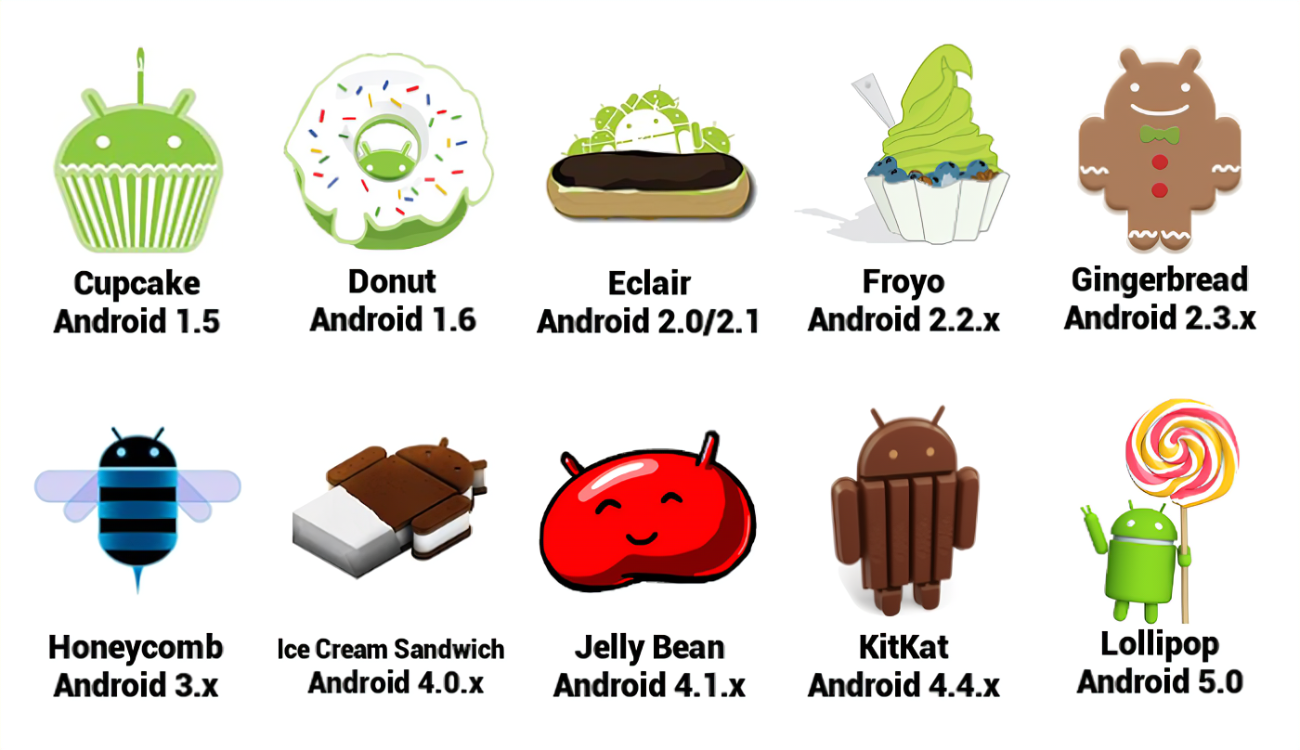 Cupcake
Android 1.5
Donut
Android 1.6
Eclair
Android 2.0/2.1
Froyo
Android 2.2.x
Gingerbread
Android 2.3.x
Honeycomb
Android 3.x
Ice Cream Sandwich
Android 4.0.x
Jelly Bean
Android 4.1.x
KitKat
Android 4.4.x
Lollipop
Android 5.0